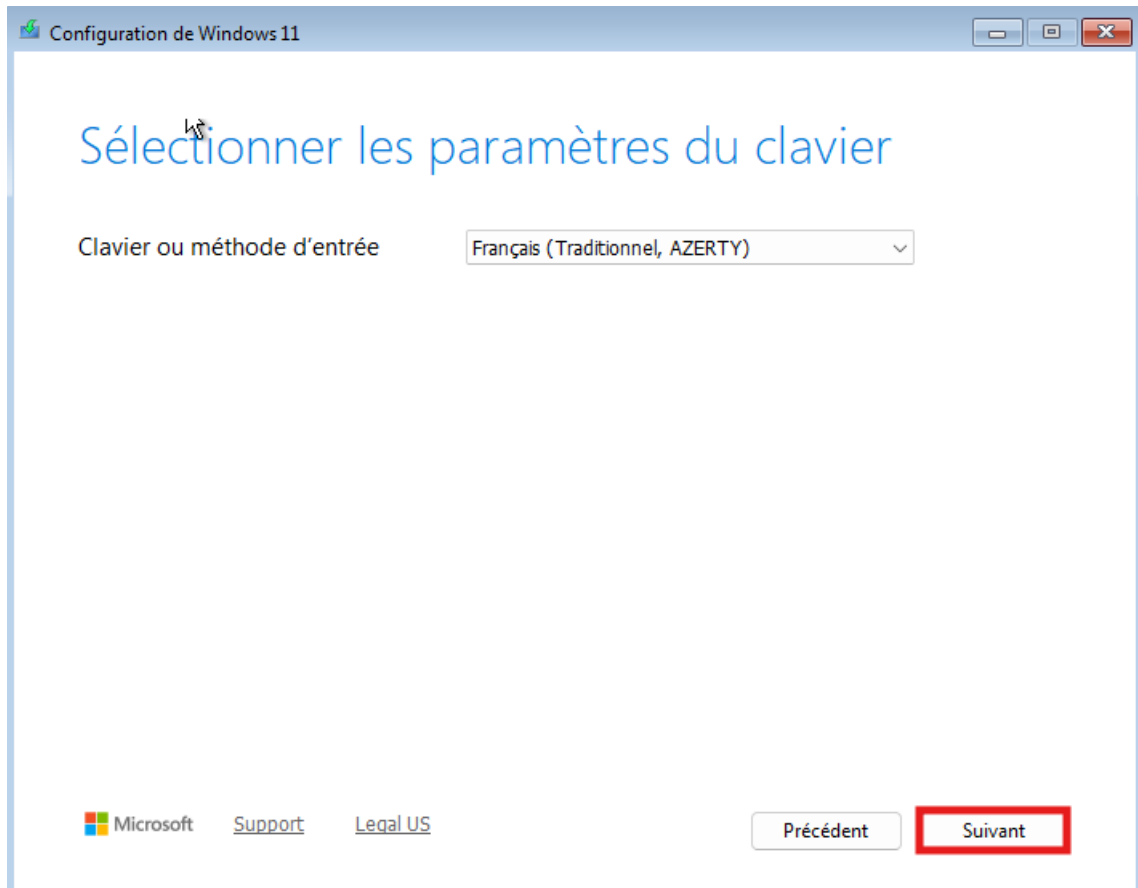 Configuration de Windows 11
Sélectionner les paramètres du clavier
Clavier ou méthode d’entrée Français (Traditionnel, AZERTY)
Microsoft Support Legal US Précédent Suivant